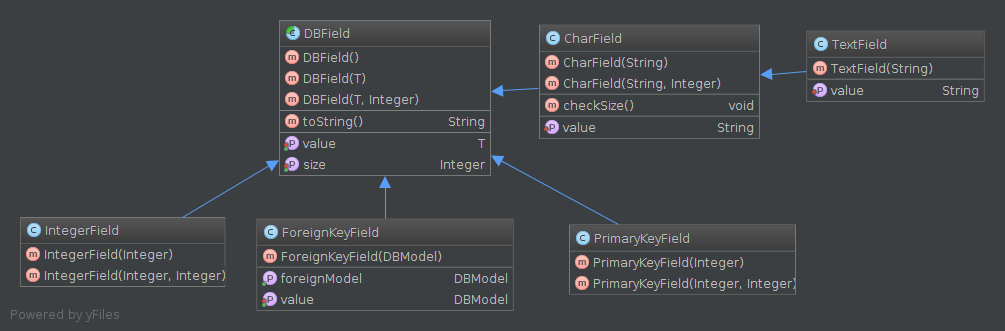 DBField
DBField()
DBField(T)
DBField(T, Integer)
toString() String
value T
size Integer
CharField
CharField(String)
CharField(String, Integer)
checkSize() void
value String
TextField
TextField(String)
value String
IntegerField
IntegerField(Integer)
IntegerField(Integer, Integer)
ForeignKeyField
ForeignKeyField(DBModel)
foreignModel DBModel
value DBModel
PrimaryKeyField
PrimaryKeyField(Integer)
PrimaryKeyField(Integer, Integer)
Powered by yFiles